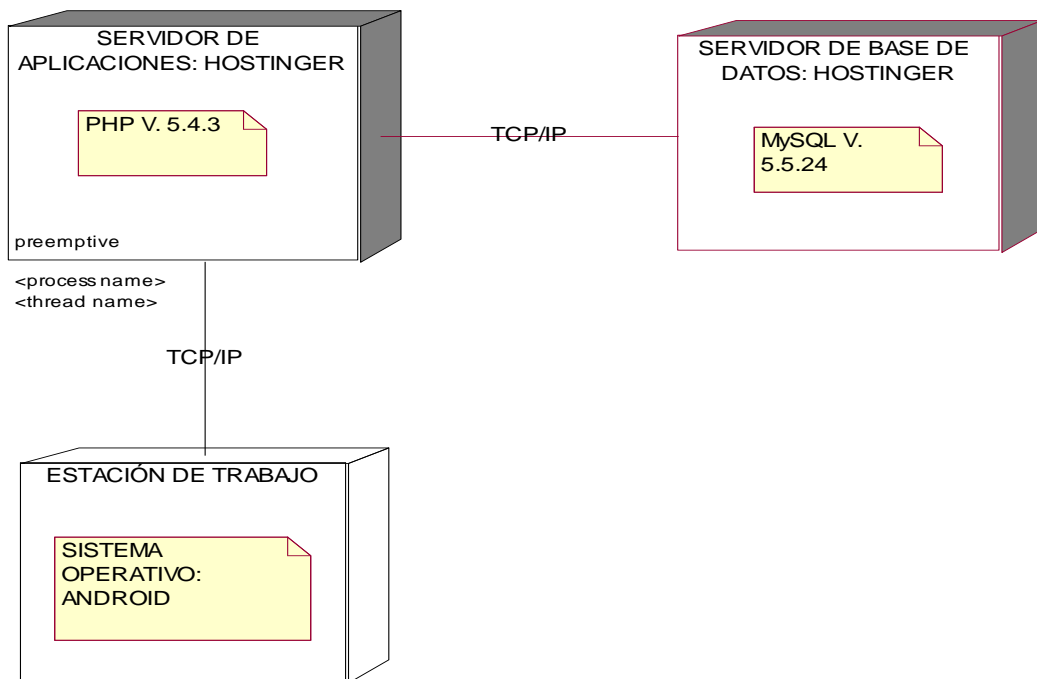 SERVIDOR DE
APLICACIONES: HOSTINGER
PHP V. 5.4.3
preemptive
<process name>
<thread name>
TCP/IP
SERVIDOR DE BASE DE
DATOS: HOSTINGER
MySQL V.
5.5.24
TCP/IP
ESTACIÓN DE TRABAJO
SISTEMA
OPERATIVO:
ANDROID